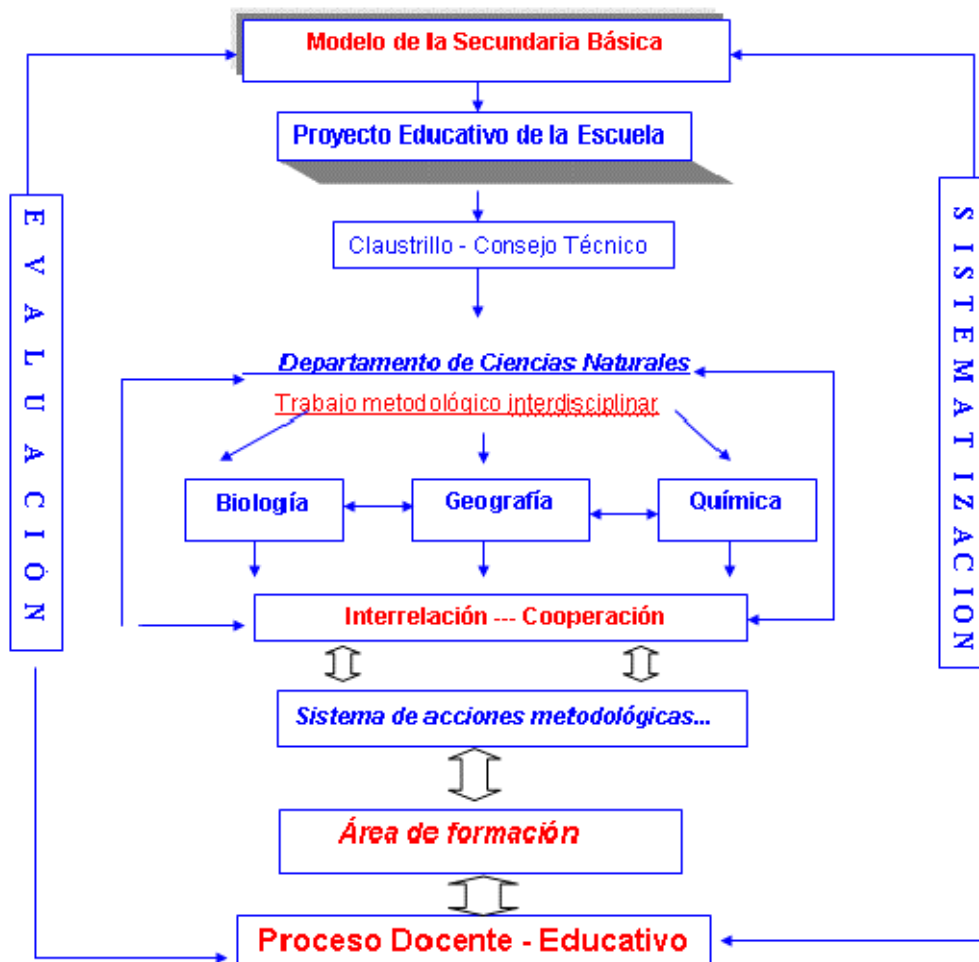 Modelo de la Secundaria Básica
Proyecto Educativo de la Escuela
Claustrillo - Consejo Técnico
Departamento de Ciencias Naturales
Trabajo metodológico interdisciplinar
Biología
Geografía
Química
Interrelación --- Cooperación
Sistema de acciones metodológicas...
Área de formación
Proceso Docente - Educativo
EVALUACIÓN
SISTEMATIZACION